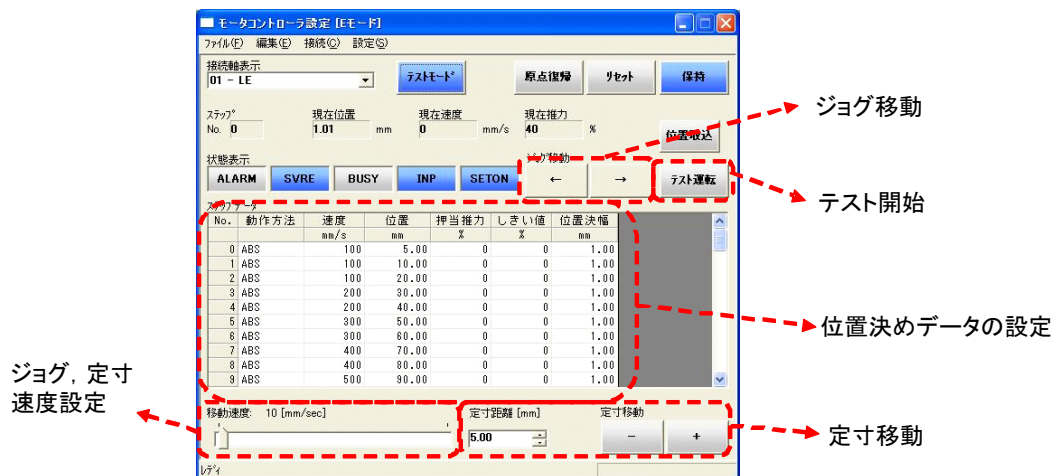 モータコントローラ設定 [Eモード]
ファイル(F) 編集(E) 接続(C) 設定(S)
接続軸表示
01 - LE
テストモード
原点復帰
リセット
保持
ステップ
No. 0
現在位置
1.01 mm
現在速度
0 mm/s
現在推力
40 %
位置取込
状態表示
ALARM SVRE BUSY INP SETON
ジョグ移動
← →
テスト運転
ステップデータ
No. 動作方法 速度 位置 押当推力 しきい値 位置決幅
mm/s mm % % mm
0 ABS 100 5.00 0 0 1.00
1 ABS 100 10.00 0 0 1.00
2 ABS 100 20.00 0 0 1.00
3 ABS 200 30.00 0 0 1.00
4 ABS 200 40.00 0 0 1.00
5 ABS 300 50.00 0 0 1.00
6 ABS 300 60.00 0 0 1.00
7 ABS 400 70.00 0 0 1.00
8 ABS 400 80.00 0 0 1.00
9 ABS 500 90.00 0 0 1.00
移動速度: 10 [mm/sec]
定寸距離 [mm]
5.00
定寸移動
- +
レディ
ジョグ移動
テスト開始
位置決めデータの設定
定寸移動
ジョグ, 定寸
速度設定